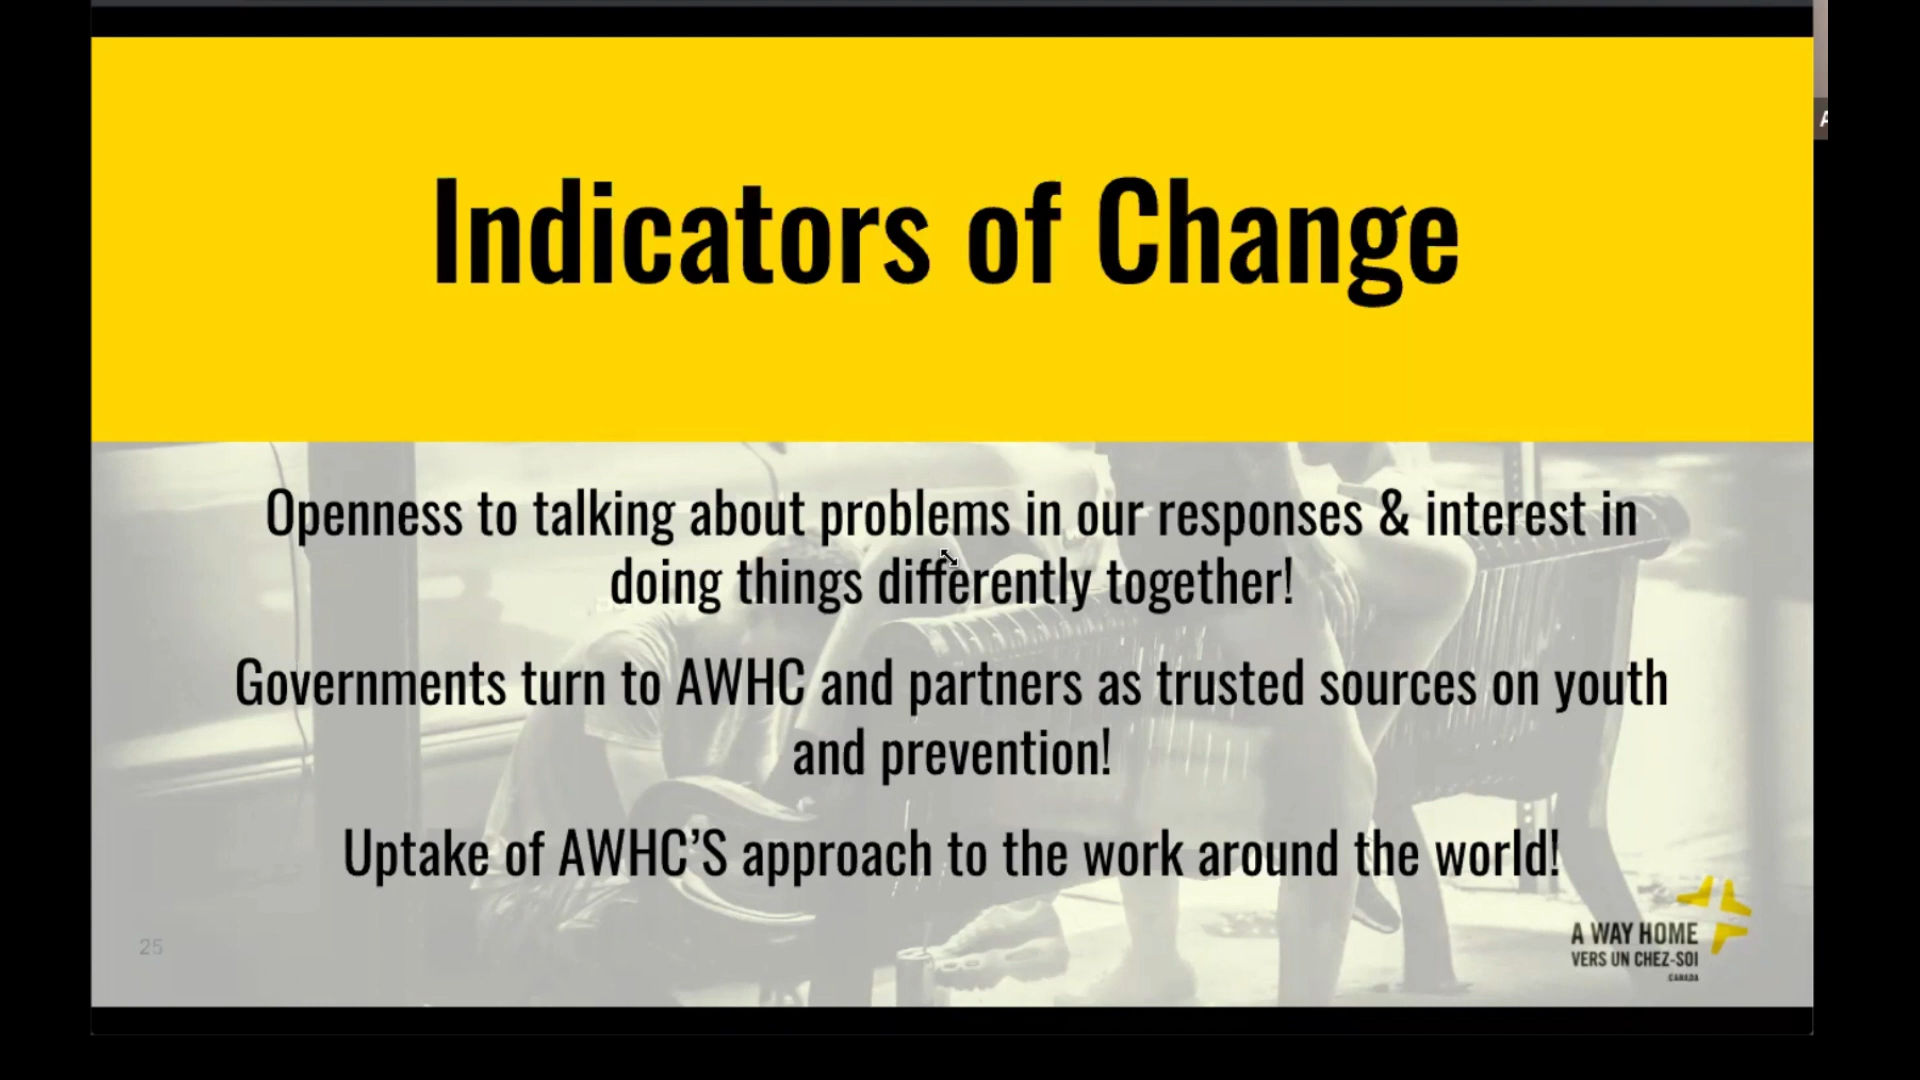 Indicators of Change
Openness to talking about problems in our responses & interest in
doing things differently together!
Governments turn to AWHC and partners as trusted sources on youth
and prevention!
Uptake of AWHC’S approach to the work around the world!
25
A WAY HOME
VERS UN CHEZ-SOI
CANADA